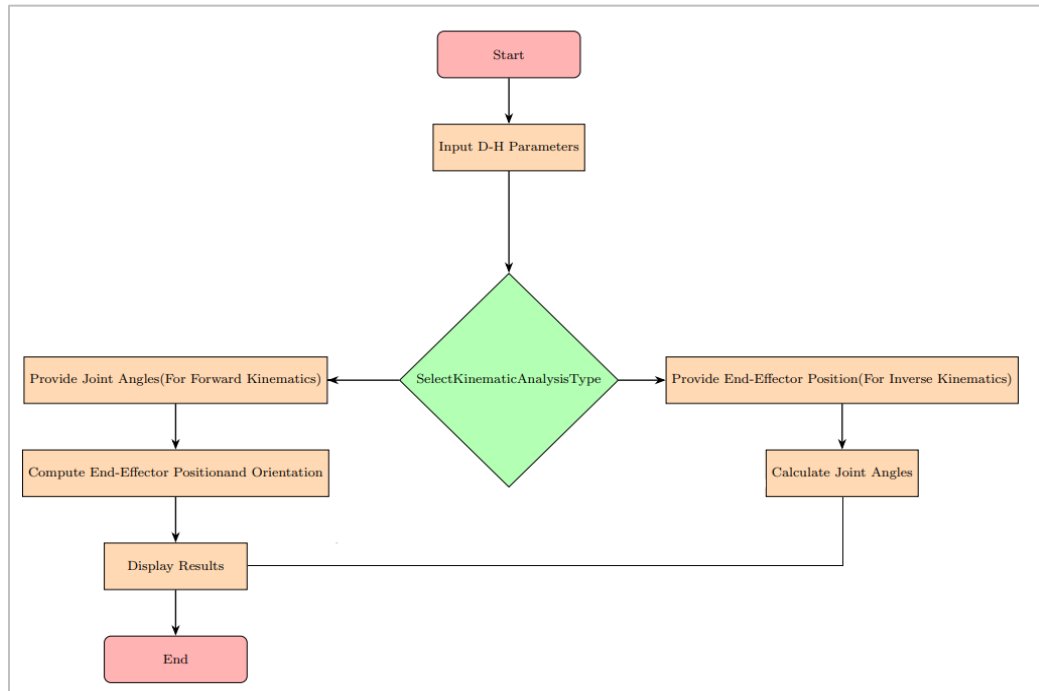 Start
Input D-H Parameters
SelectKinematicAnalysisType
Provide Joint Angles(For Forward Kinematics)
Provide End-Effector Position(For Inverse Kinematics)
Compute End-Effector Positionand Orientation
Calculate Joint Angles
Display Results
End